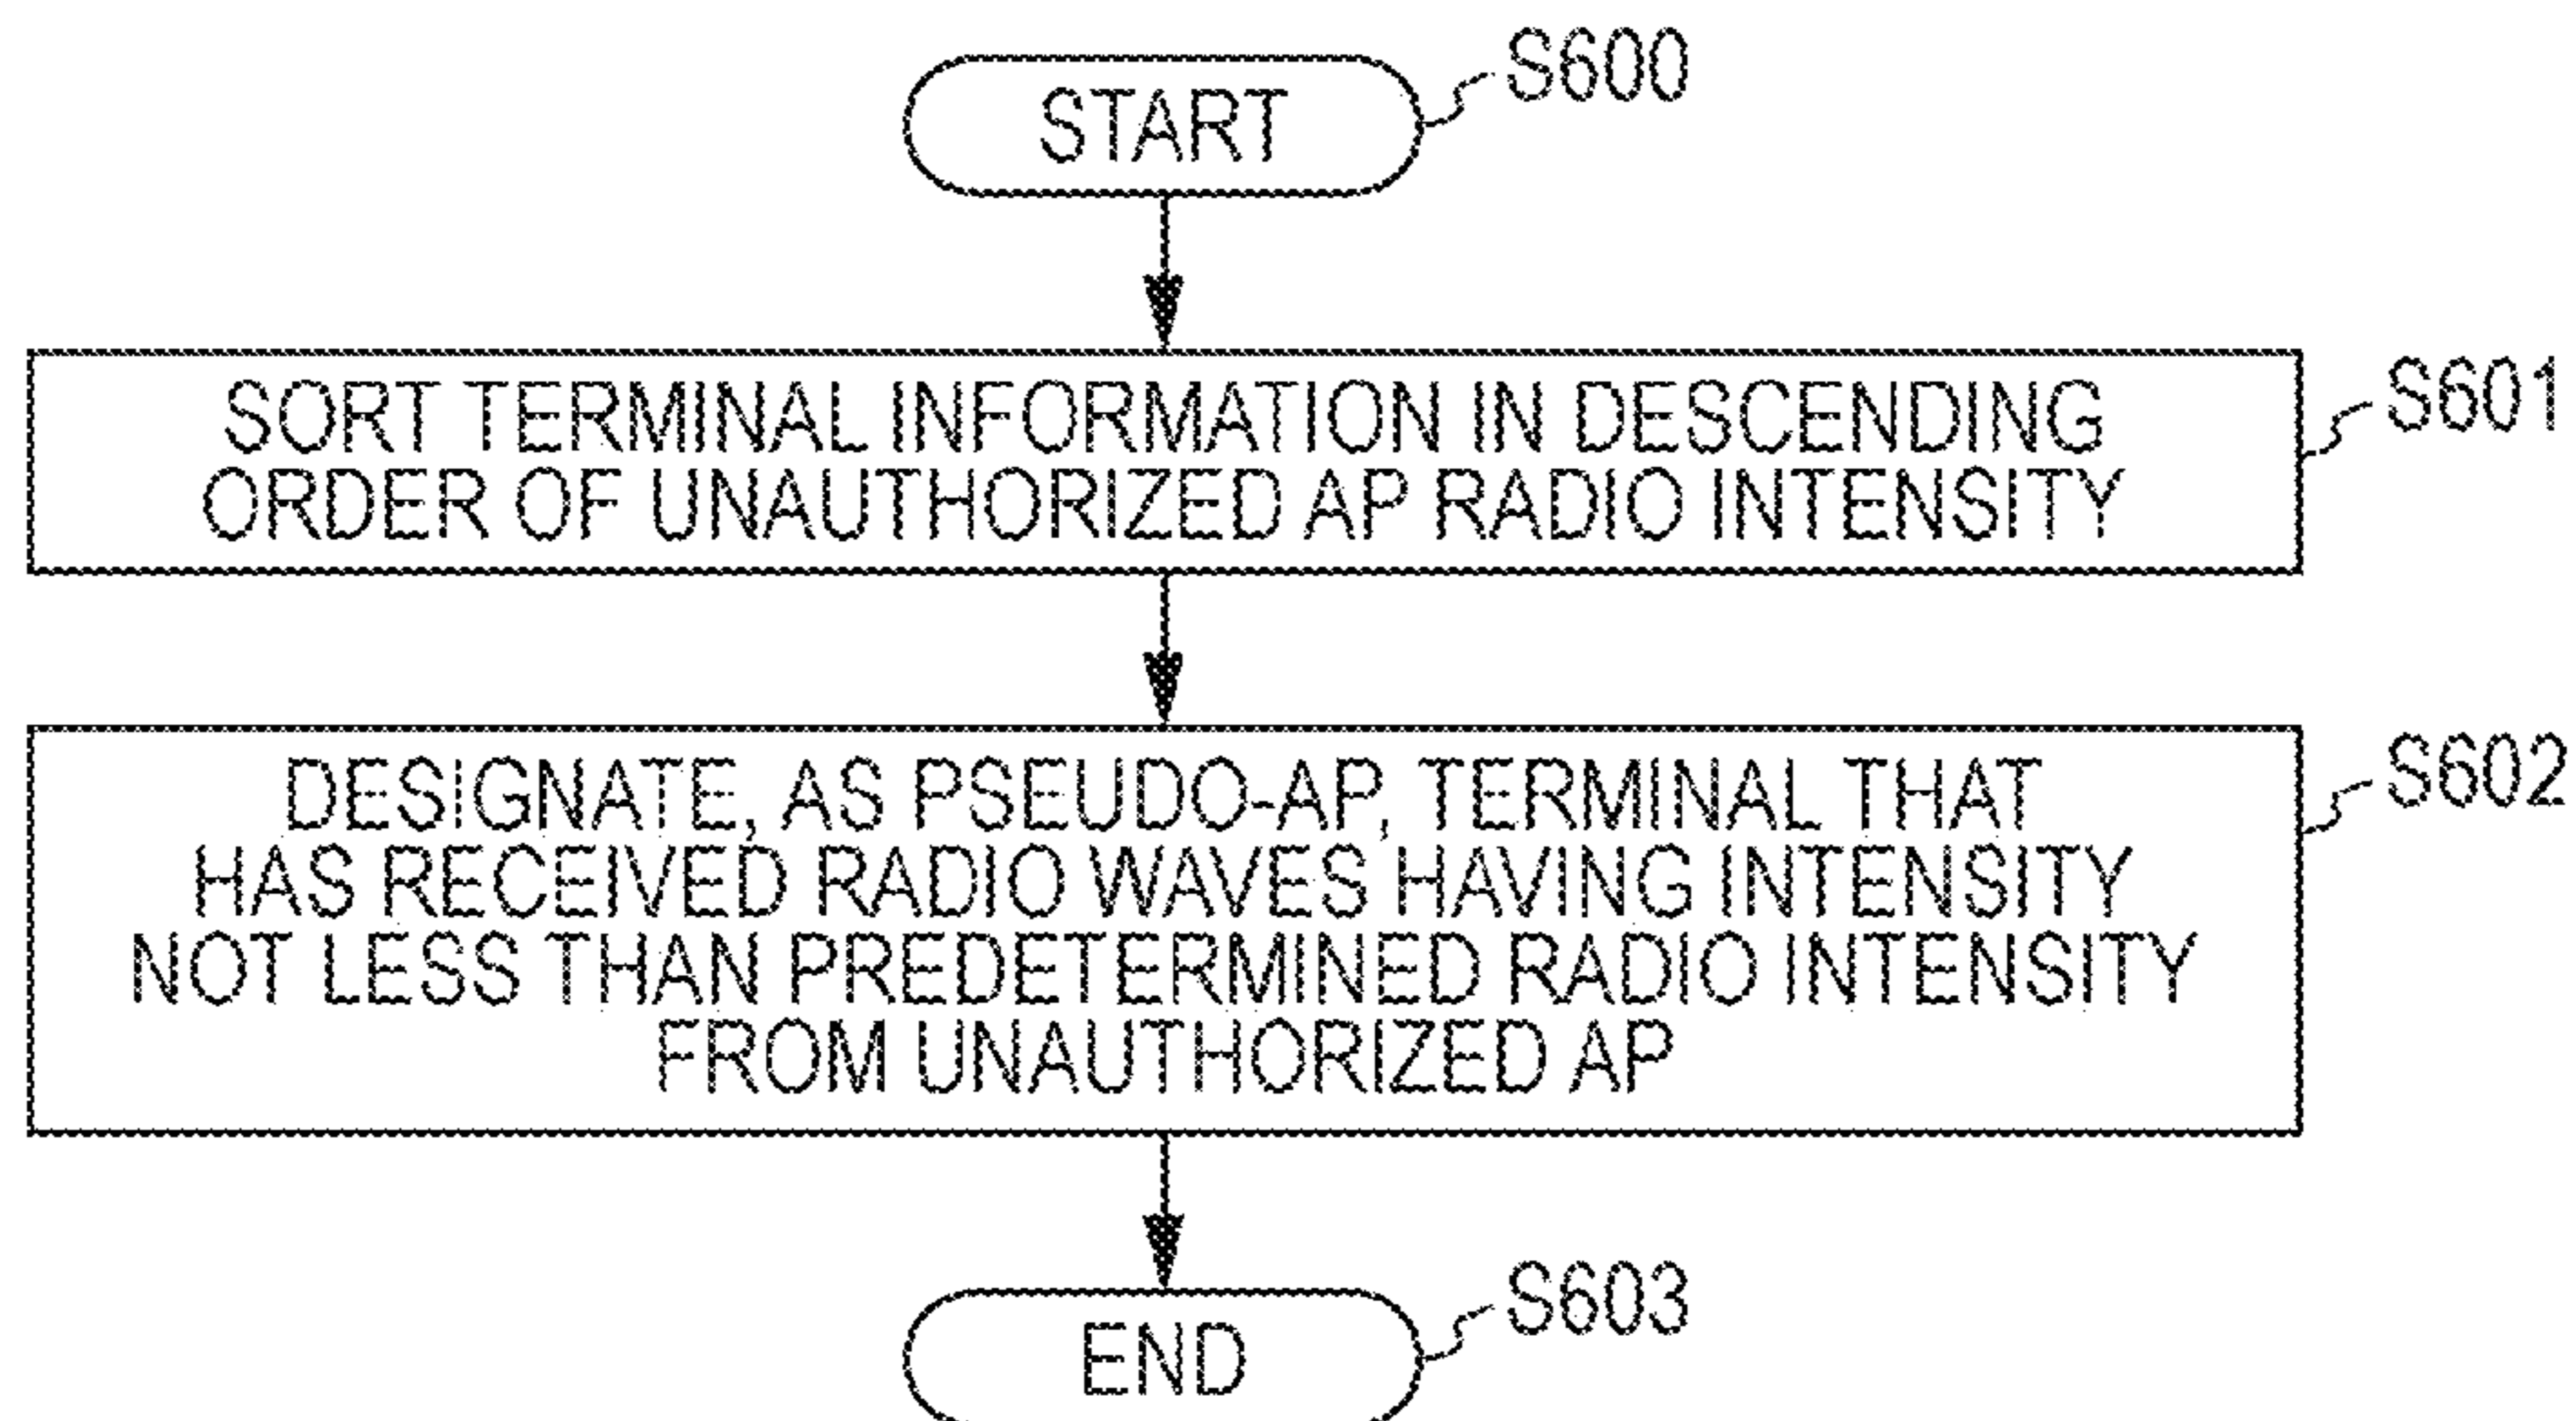 START
S600
SORT TERMINAL INFORMATION IN DESCENDING
ORDER OF UNAUTHORIZED AP RADIO INTENSITY
S601
DESIGNATE, AS PSEUDO-AP, TERMINAL THAT
HAS RECEIVED RADIO WAVES HAVING INTENSITY
NOT LESS THAN PREDETERMINED RADIO INTENSITY
FROM UNAUTHORIZED AP
S602
END
S603